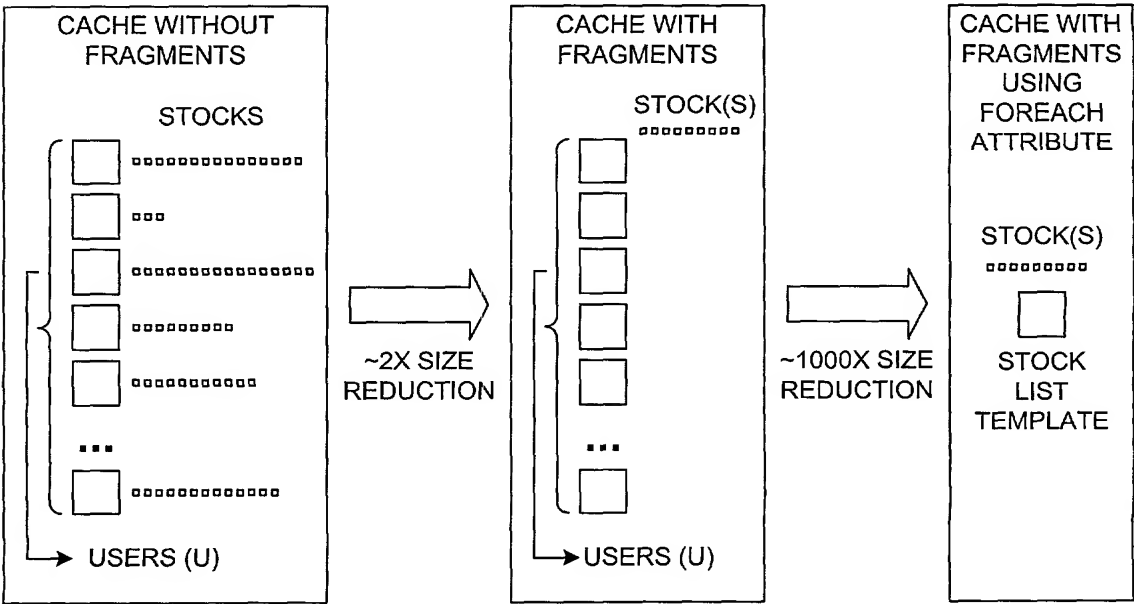 CACHE WITHOUT
FRAGMENTS
STOCKS
...
USERS (U)
~2X SIZE
REDUCTION
CACHE WITH
FRAGMENTS
STOCK(S)
...
USERS (U)
~1000X SIZE
REDUCTION
CACHE WITH
FRAGMENTS
USING
FOREACH
ATTRIBUTE
STOCK(S)
STOCK
LIST
TEMPLATE